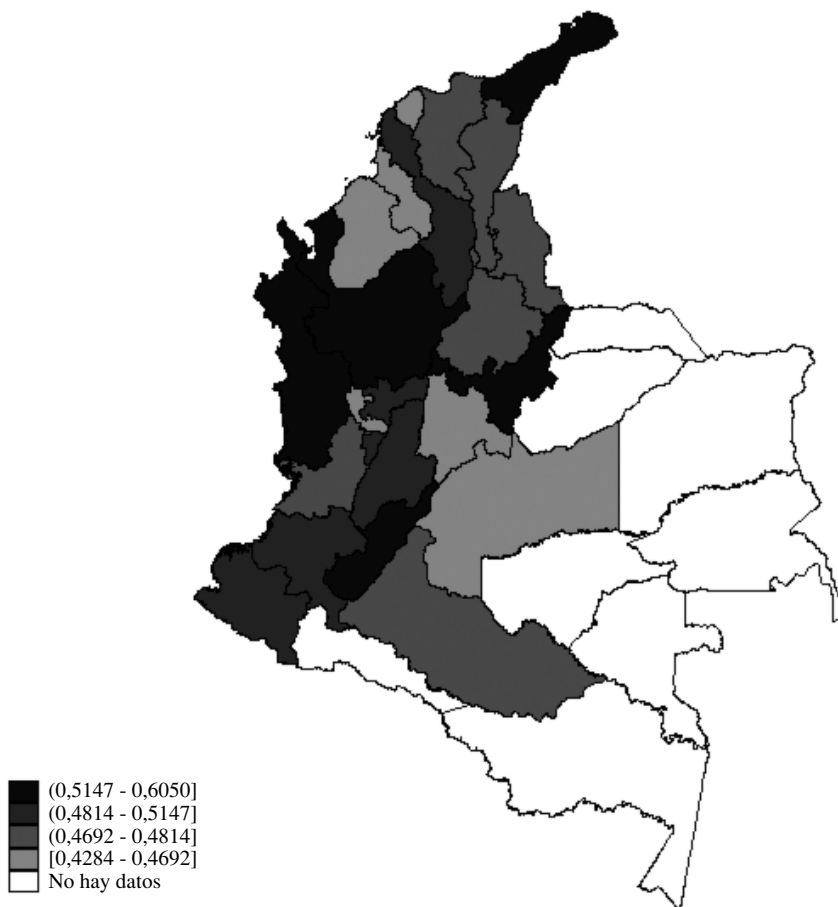 (0,5147 - 0,6050]
(0,4814 - 0,5147]
(0,4692 - 0,4814]
[0,4284 - 0,4692]
No hay datos